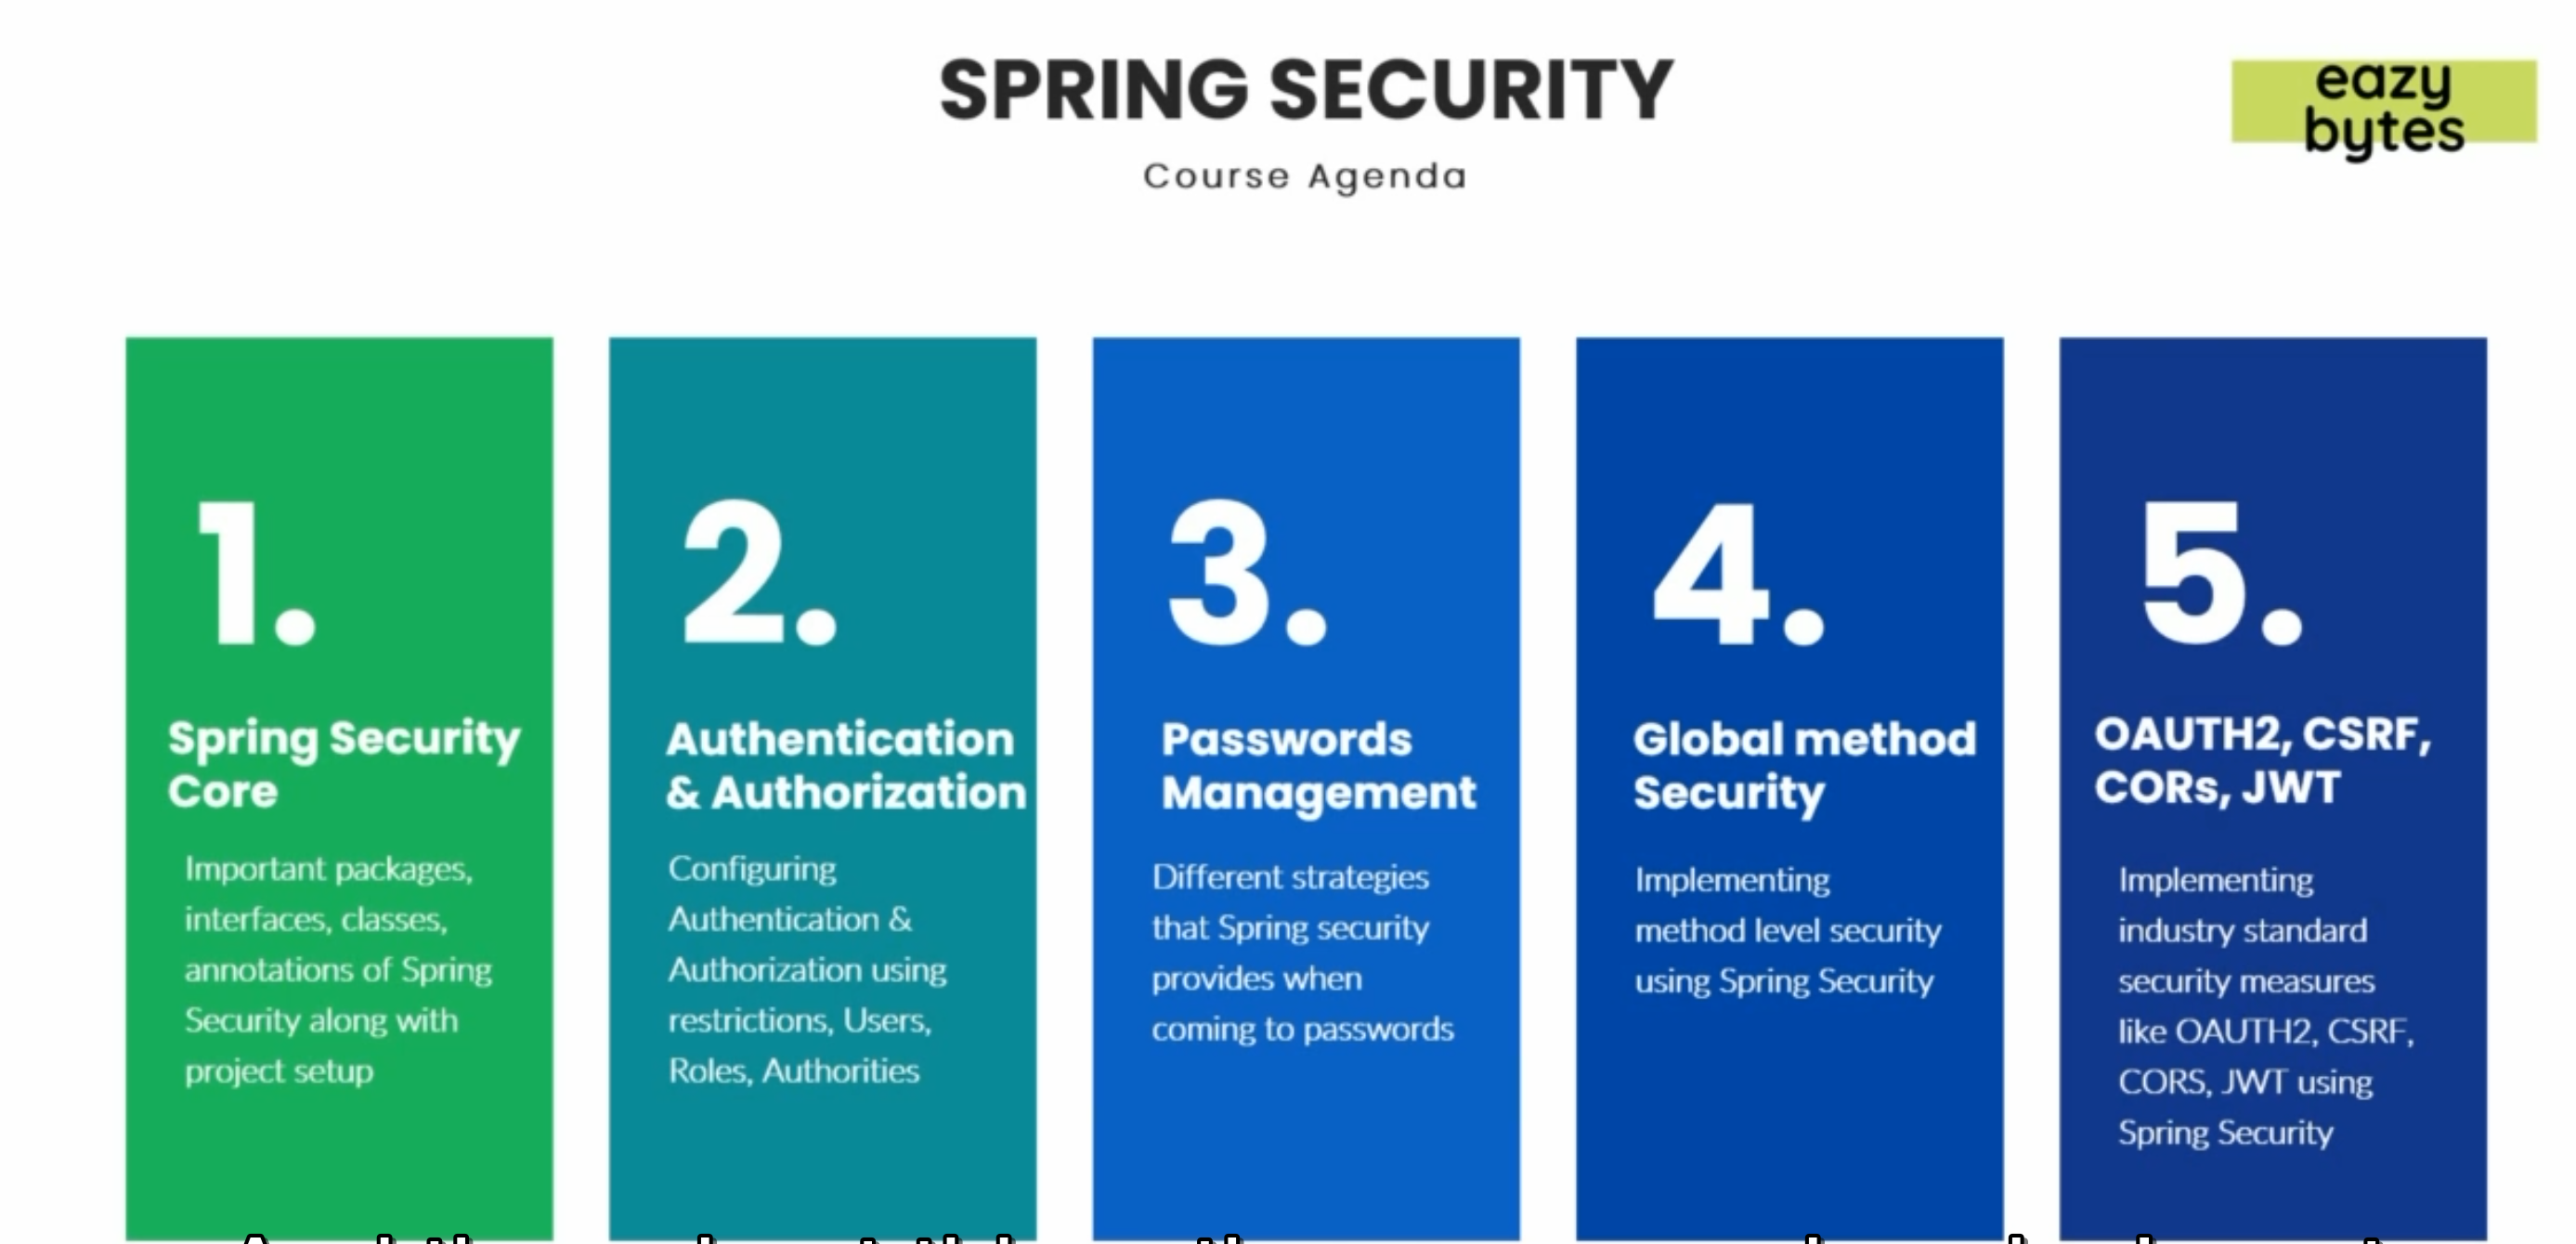 SPRING SECURITY
Course Agenda
eazy
bytes
1.
Spring Security
Core
Important packages,
interfaces, classes,
annotations of Spring
Security along with
project setup
2.
Authentication
& Authorization
Configuring
Authentication &
Authorization using
restrictions, Users,
Roles, Authorities
3.
Passwords
Management
Different strategies
that Spring security
provides when
coming to passwords
4.
Global method
Security
Implementing
method level security
using Spring Security
5.
OAUTH2, CSRF,
CORs, JWT
Implementing
industry standard
security measures
like OAUTH2, CSRF,
CORS, JWT using
Spring Security